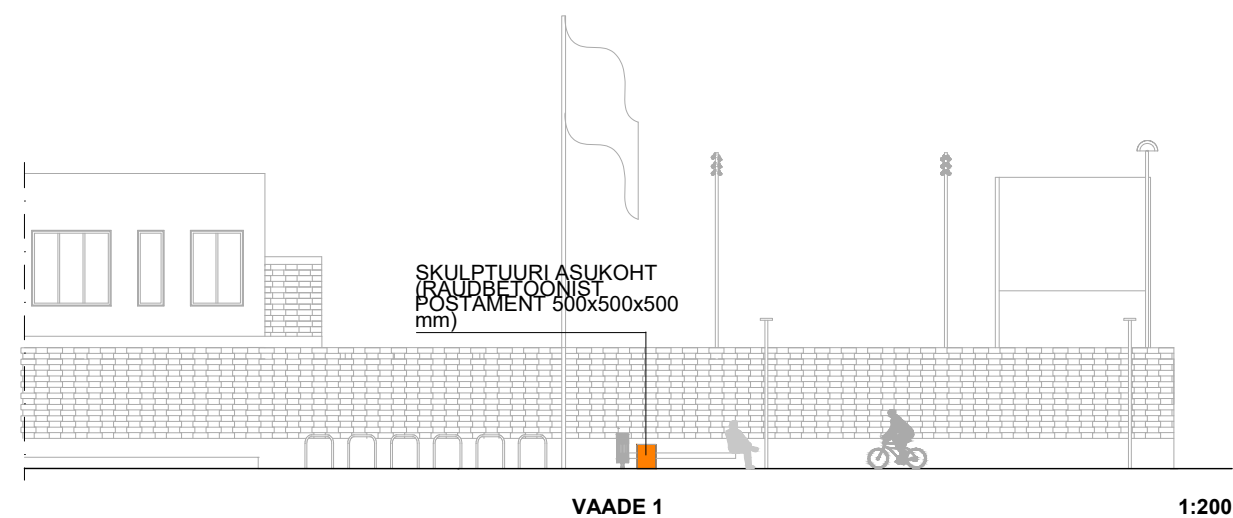 SKULPTUURI ASUKOHT
(RAUDBETOONIST
POSTAMENT 500x500x500
mm)
VAADE 1
1:200